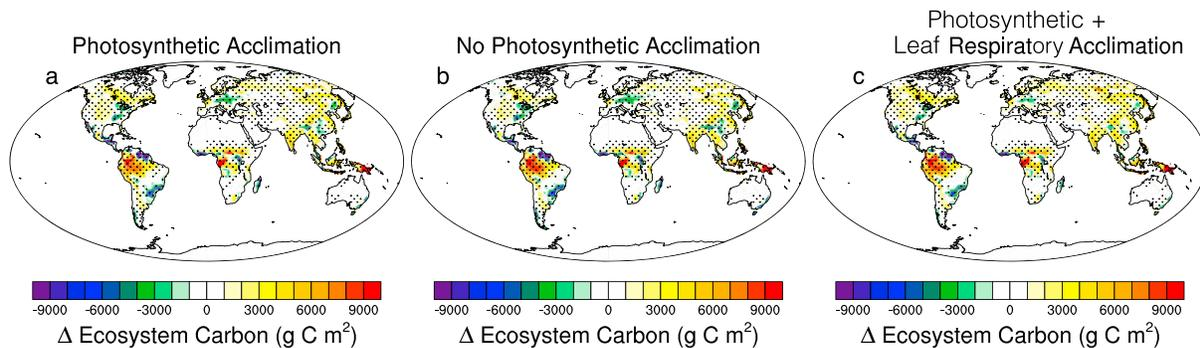 Photosynthetic Acclimation
No Photosynthetic Acclimation
Photosynthetic +
Leaf Respiratory Acclimation
a
b
c
-9000 -6000 -3000 0 3000 6000 9000
-9000 -6000 -3000 0 3000 6000 9000
-9000 -6000 -3000 0 3000 6000 9000
Δ Ecosystem Carbon (g C m²)
Δ Ecosystem Carbon (g C m²)
Δ Ecosystem Carbon (g C m²)